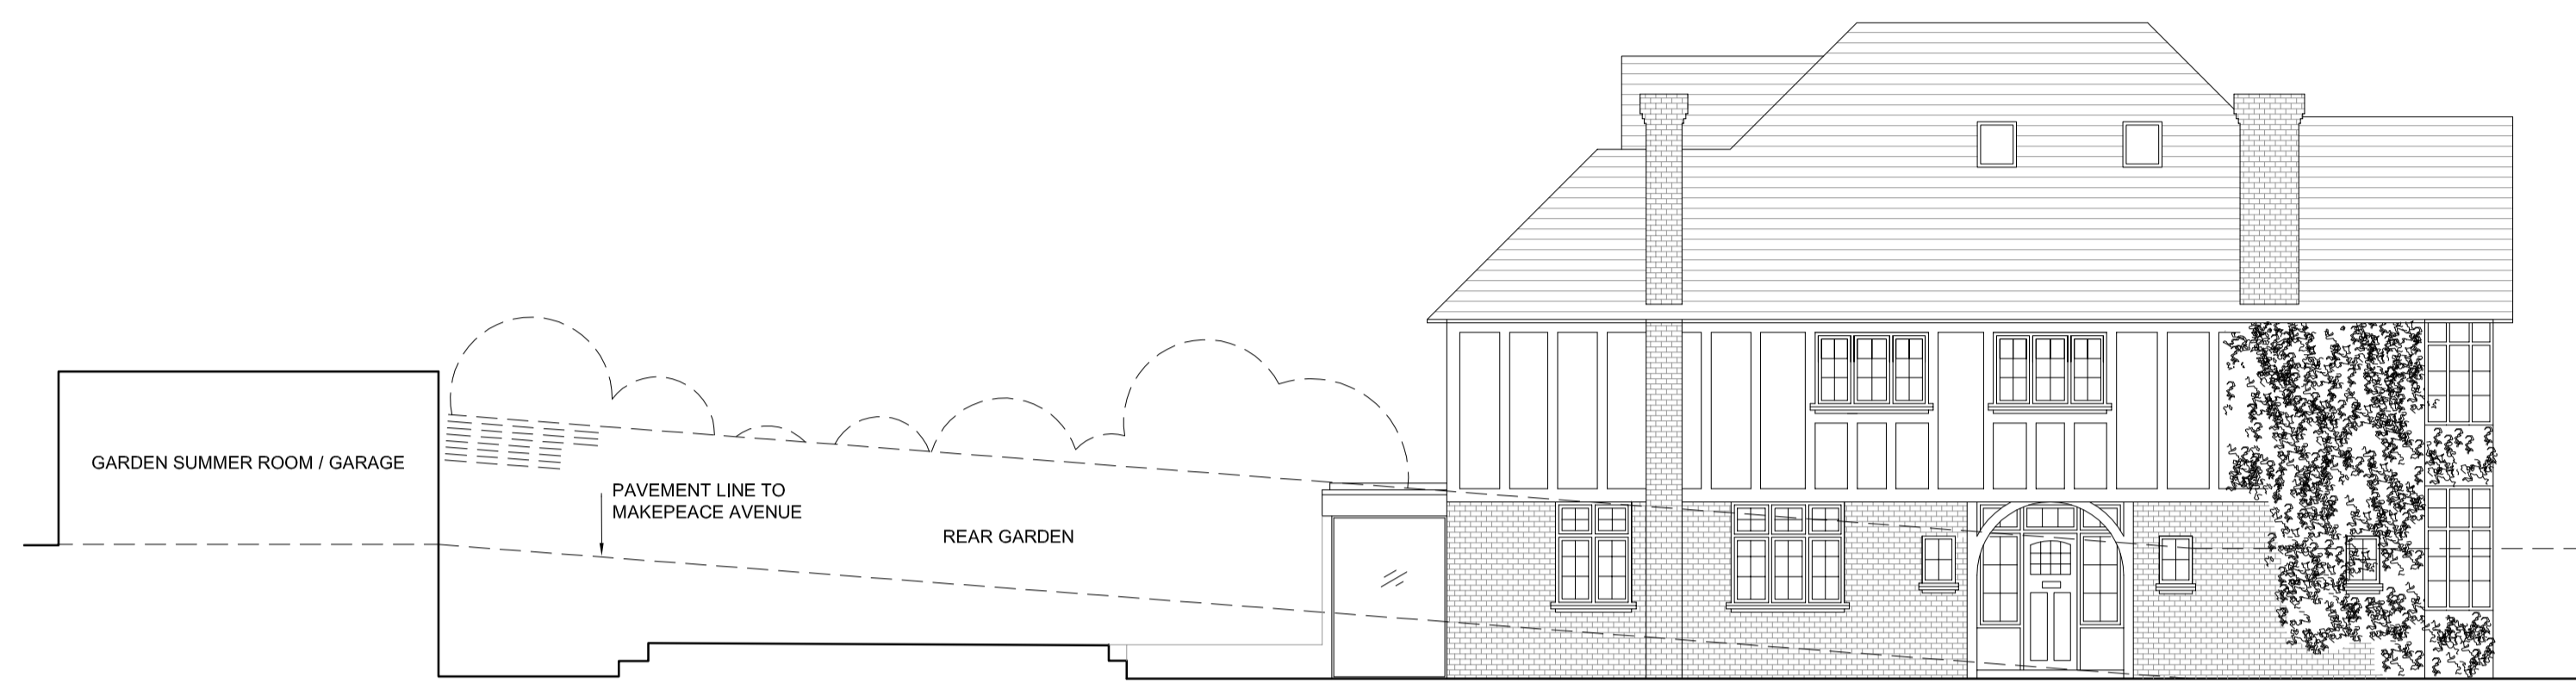 GARDEN SUMMER ROOM / GARAGE
PAVEMENT LINE TO
MAKEPEACE AVENUE
REAR GARDEN